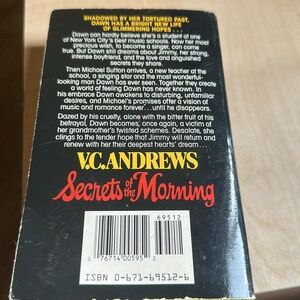 SHADOWED BY HER TORTURED PAST,
DAWN HAS A BRIGHT NEW LIFE
OF GLIMMERING HOPES . . .
Dawn can hardly believe she's a student at one
of New York City's best music schools. Now her most
precious wish, to become a singer, can come
true. But Dawn still dreams about Jimmy, her strong,
intense boyfriend, and the love and anguished
secrets they share.
Then Michael Sutton arrives, a new teacher at the
school, a singing star and the most wonderful-
looking man Dawn has ever seen. Together they create
a world of feeling Dawn has never known. In
his embrace Dawn awakens to disturbing, unfamiliar
desires, and Michael's promises offer a vision of
music and romance forever . . . until he disappears.
Dazed by his cruelty, alone with the bitter fruit of his
betrayal, Dawn becomes, once again, a victim of
her grandmother's twisted schemes. Desolate, she
clings to the tender hope that Jimmy will return and
renew with her their deepest hearts' dream . . .
V.C. ANDREWS
Secrets of the Morning
69512
0 76714 00595 2
ISBN 0-671-69512-6